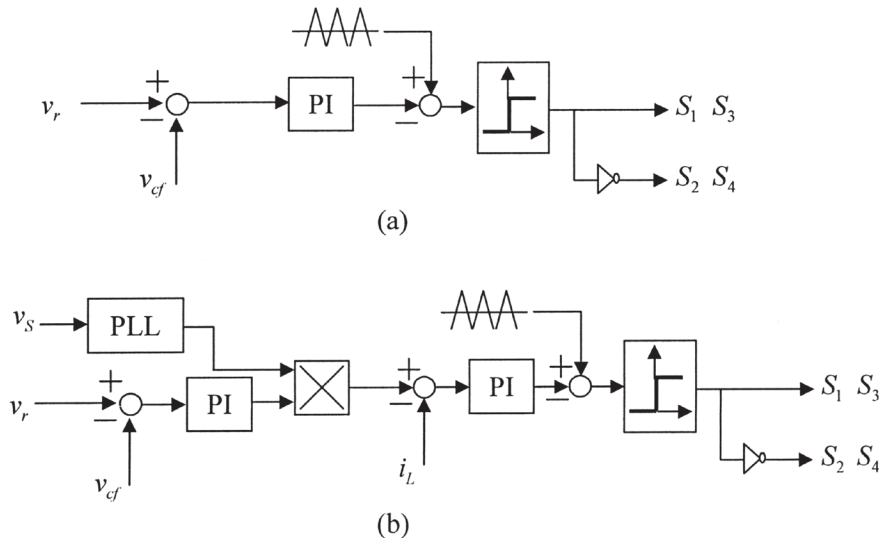 +
+
v_r
PI
S_1 S_3
−
−
v_cf
S_2 S_4
(a)
v_S
PLL
+
+
+
v_r
PI
PI
S_1 S_3
−
−
−
v_cf
i_L
S_2 S_4
(b)